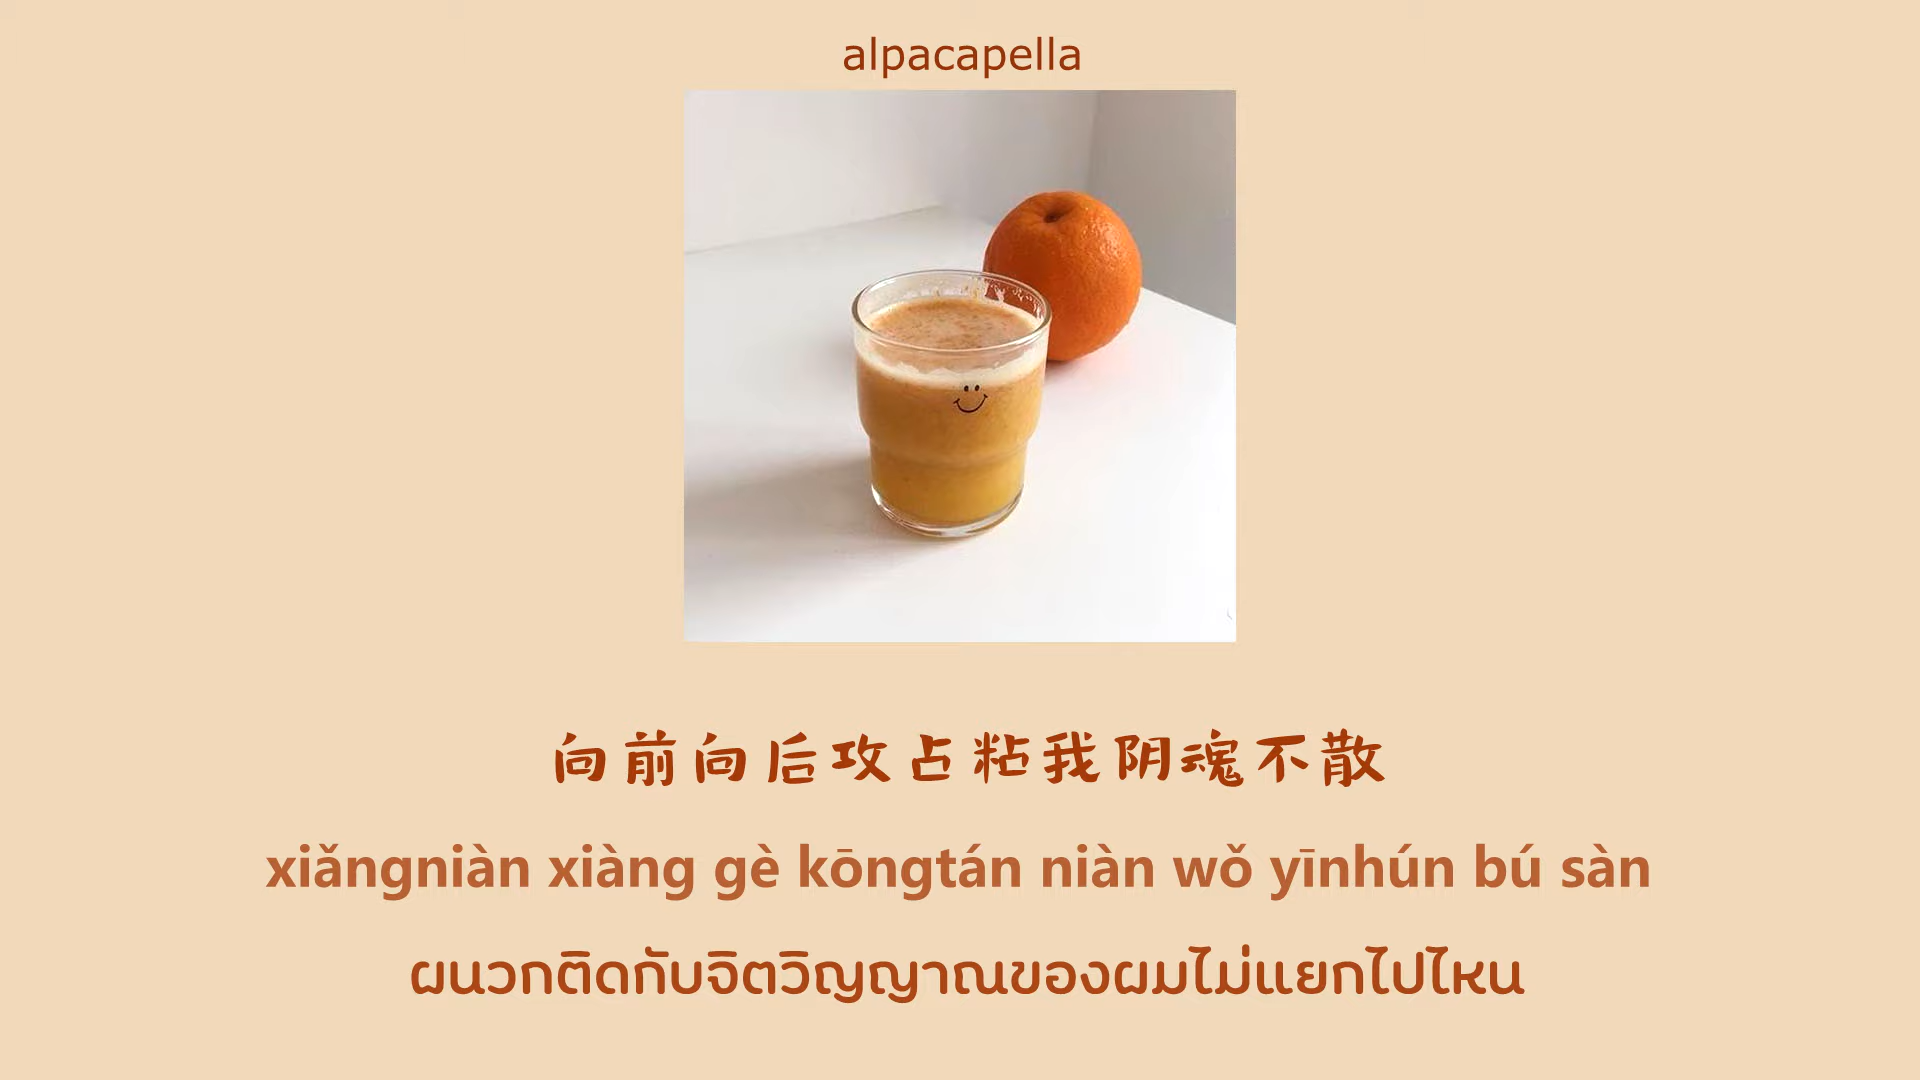 alpacapella
向前向后攻占粘我阴魂不散
xiǎngniàn xiàng gè kōngtán niàn wǒ yīnhún bú sàn
ผนวกติดกับจิตวิญญาณของผมไม่แยกไปไหน